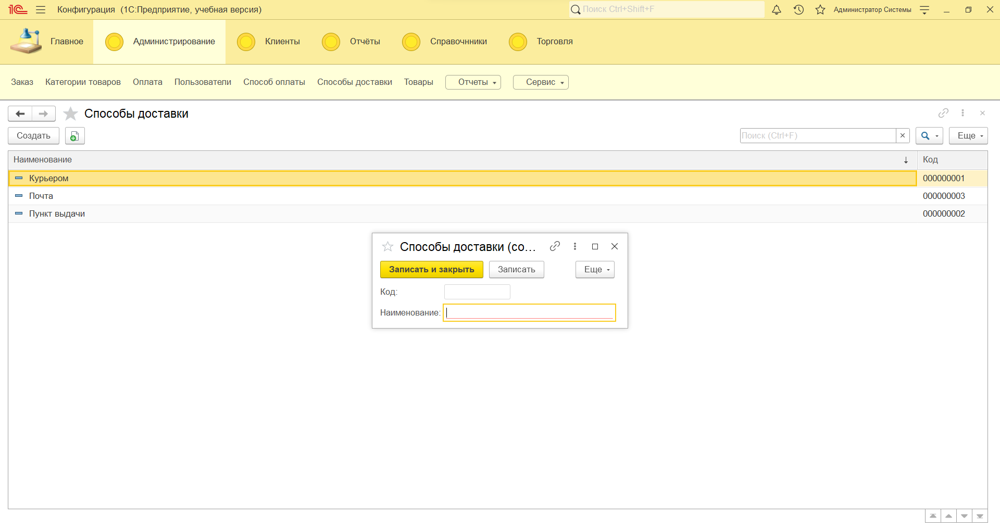 1С Конфигурация (1С:Предприятие, учебная версия) Поиск Ctrl+Shift+F Администратор Системы
Главное Администрирование Клиенты Отчёты Справочнники Торговля
Заказ Категории товаров Оплата Пользователи Способ оплаты Способы доставки Товары Отчеты Сервис
Способы доставки
Создать Поиск (Ctrl+F) Еще
Наименование Код
Курьером 000000001
Почта 000000003
Пункт выдачи 000000002
Способы доставки (со...
Записать и закрыть Записать Еще
Код:
Наименование: